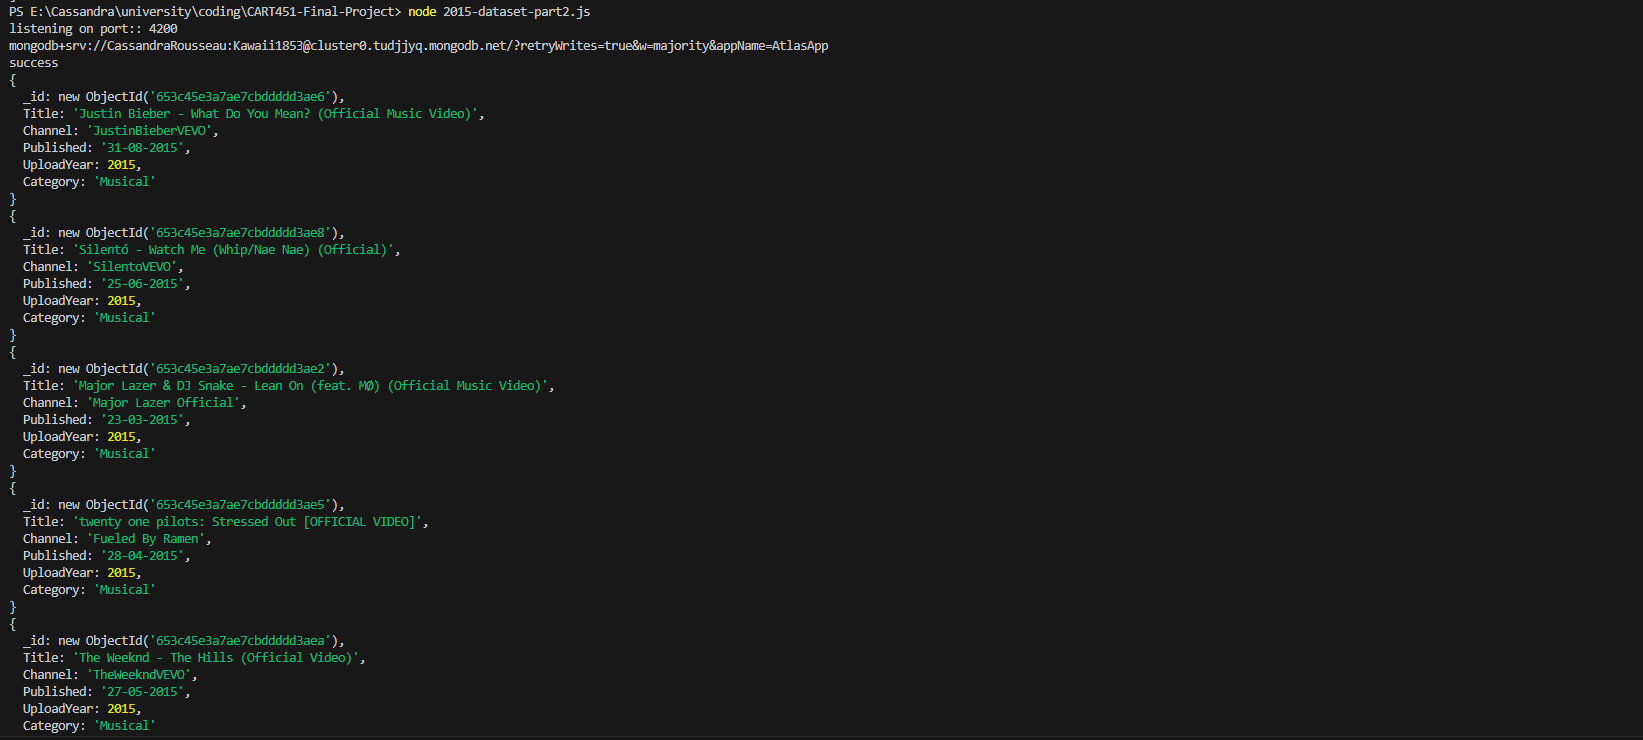 PS E:\Cassandra\university\coding\CART451-Final-Project> node 2015-dataset-part2.js
listening on port:: 4200
mongodb+srv://CassandraRousseau:Kawaii1853@cluster0.tudjjyq.mongodb.net/?retryWrites=true&w=majority&appName=AtlasApp
success
{
  _id: new ObjectId('653c45e3a7ae7cbddddd3ae6'),
  Title: 'Justin Bieber - What Do You Mean? (Official Music Video)',
  Channel: 'JustinBieberVEVO',
  Published: '31-08-2015',
  UploadYear: 2015,
  Category: 'Musical'
}
{
  _id: new ObjectId('653c45e3a7ae7cbddddd3ae8'),
  Title: 'Silentó - Watch Me (Whip/Nae Nae) (Official)',
  Channel: 'SilentoVEVO',
  Published: '25-06-2015',
  UploadYear: 2015,
  Category: 'Musical'
}
{
  _id: new ObjectId('653c45e3a7ae7cbddddd3ae2'),
  Title: 'Major Lazer & DJ Snake - Lean On (feat. MØ) (Official Music Video)',
  Channel: 'Major Lazer Official',
  Published: '23-03-2015',
  UploadYear: 2015,
  Category: 'Musical'
}
{
  _id: new ObjectId('653c45e3a7ae7cbddddd3ae5'),
  Title: 'twenty one pilots: Stressed Out [OFFICIAL VIDEO]',
  Channel: 'Fueled By Ramen',
  Published: '28-04-2015',
  UploadYear: 2015,
  Category: 'Musical'
}
{
  _id: new ObjectId('653c45e3a7ae7cbddddd3aea'),
  Title: 'The Weeknd - The Hills (Official Video)',
  Channel: 'TheWeekndVEVO',
  Published: '27-05-2015',
  UploadYear: 2015,
  Category: 'Musical'